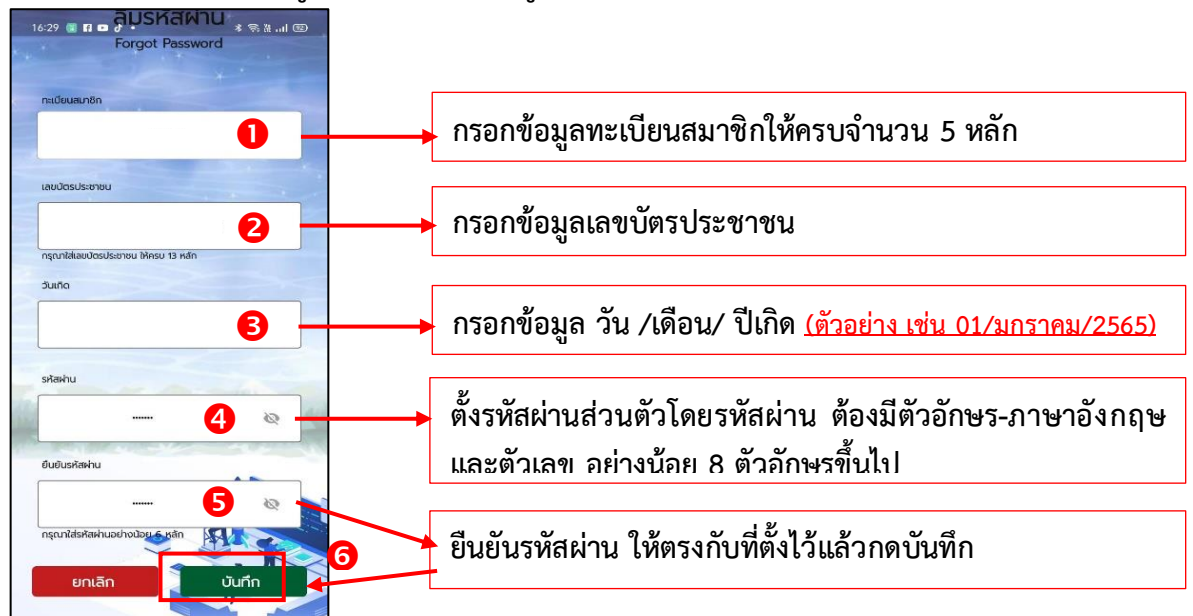 ลืมรหัสผ่าน
16:29
Forgot Password
ทะเบียนสมาชิก
1
กรอกข้อมูลทะเบียนสมาชิกให้ครบจำนวน 5 หลัก
เลขบัตรประชาชน
2
กรอกข้อมูลเลขบัตรประชาชน
กรุณาใส่เลขบัตรประชาชน ให้ครบ 13 หลัก
วันเกิด
3
กรอกข้อมูล วัน /เดือน/ ปีเกิด (ตัวอย่าง เช่น 01/มกราคม/2565)
รหัสผ่าน
4
ตั้งรหัสผ่านส่วนตัวโดยรหัสผ่าน ต้องมีตัวอักษร-ภาษาอังกฤษ
และตัวเลข อย่างน้อย 8 ตัวอักษรขึ้นไป
ยืนยันรหัสผ่าน
5
กรุณาใส่รหัสผ่านอย่างน้อย 6 หลัก
ยืนยันรหัสผ่าน ให้ตรงกับที่ตั้งไว้แล้วกดบันทึก
6
ยกเลิก
บันทึก